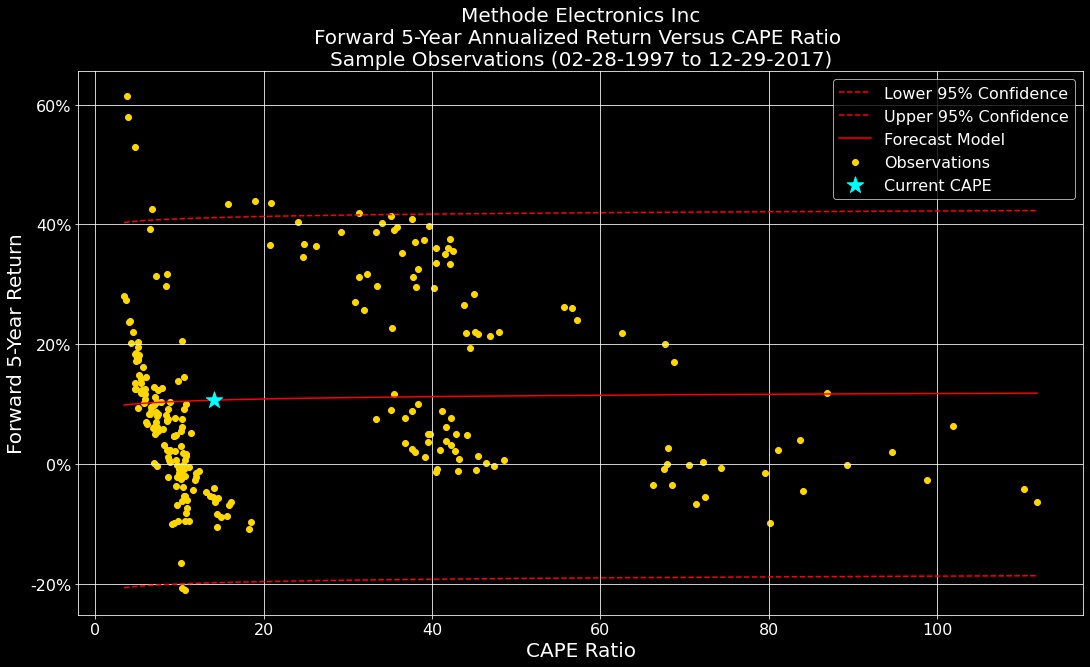 Methode Electronics Inc
Forward 5-Year Annualized Return Versus CAPE Ratio
Sample Observations (02-28-1997 to 12-29-2017)
Lower 95% Confidence
Upper 95% Confidence
Forecast Model
Observations
Current CAPE
Forward 5-Year Return
60%
40%
20%
0%
-20%
0 20 40 60 80 100
CAPE Ratio